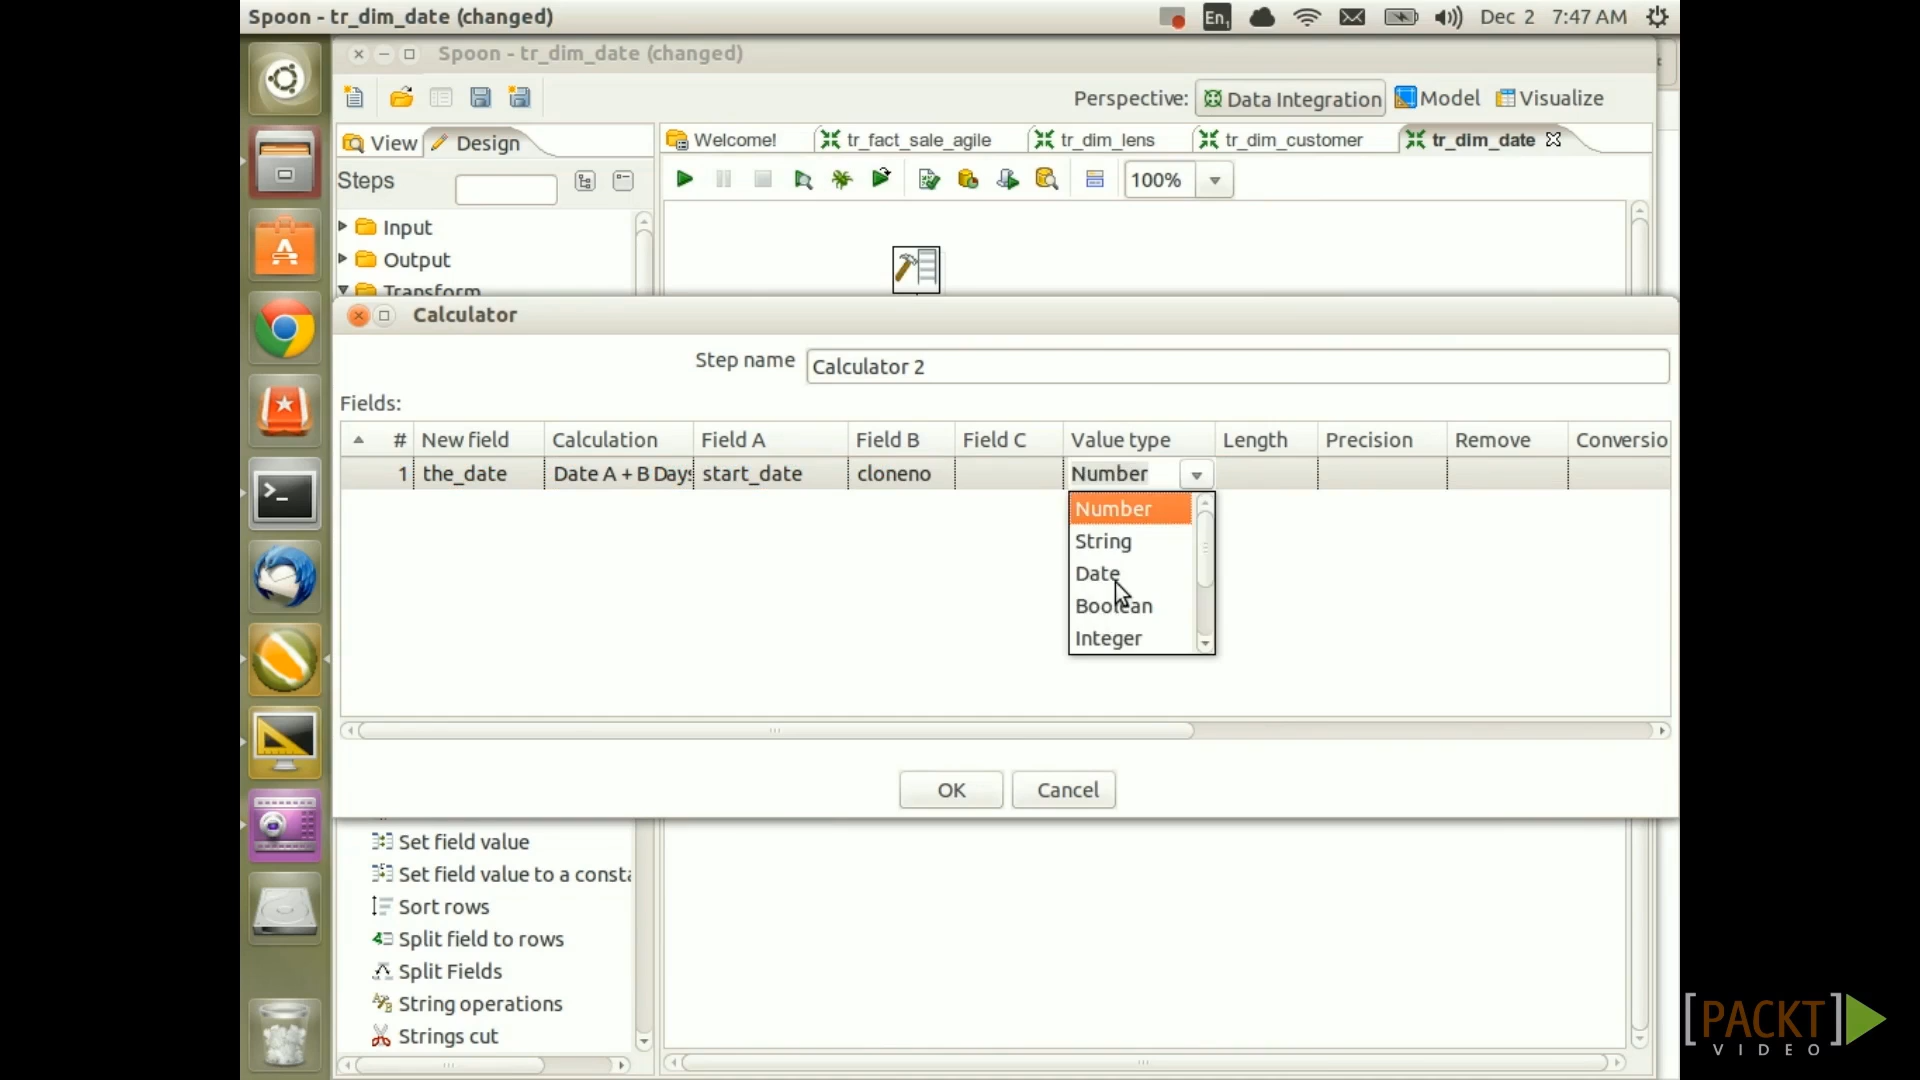 Spoon - tr_dim_date (changed)
En1
Dec 2 7:47 AM
Spoon - tr_dim_date (changed)
Perspective: Data Integration Model Visualize
View Design
Welcome! tr_fact_sale_agile tr_dim_lens tr_dim_customer tr_dim_date
Steps
100%
Input
Output
Transform
Calculator
Step name Calculator 2
Fields:
# New field Calculation Field A Field B Field C Value type Length Precision Remove Conversio
1 the_date Date A + B Days start_date cloneno Number
Number
String
Date
Boolean
Integer
OK Cancel
Set field value
Set field value to a consta
Sort rows
Split field to rows
Split Fields
String operations
Strings cut
[PACKT]
VIDEO